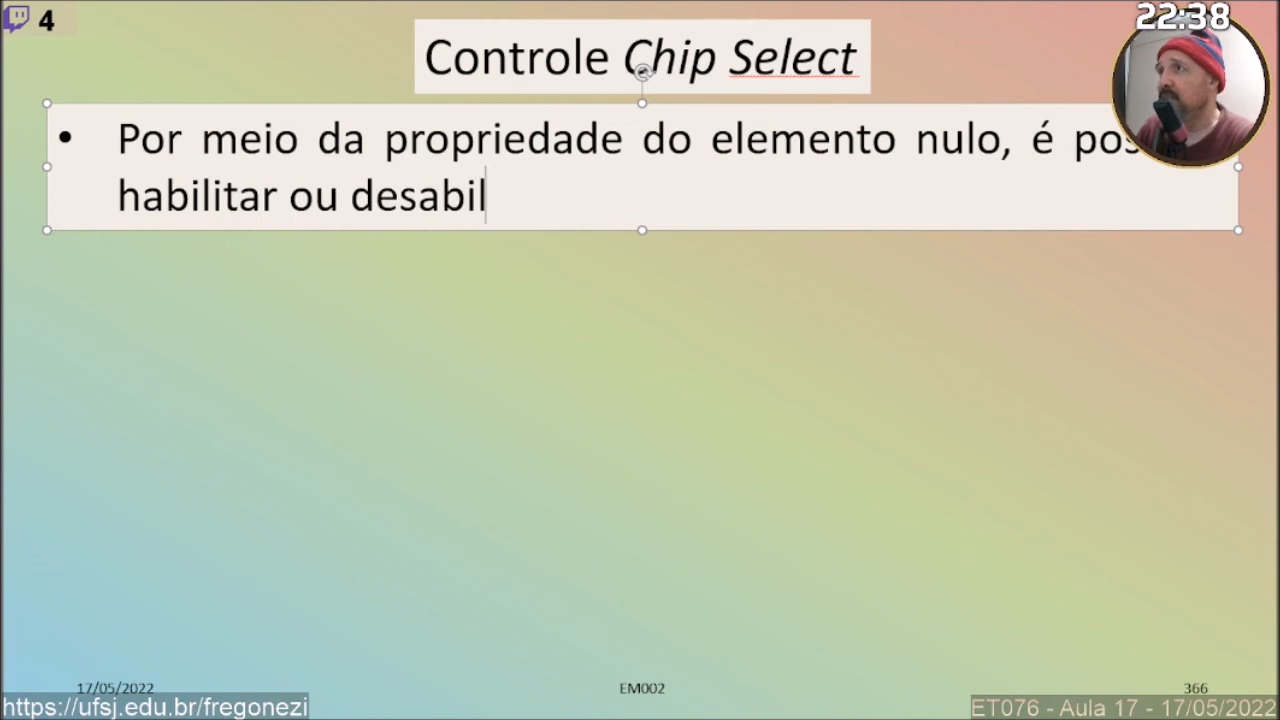 4
22:38
Controle Chip Select
• Por meio da propriedade do elemento nulo, é pos
habilitar ou desabil
17/05/2022
EM002
366
https://ufsj.edu.br/fregonezi
ET076 - Aula 17 - 17/05/2022